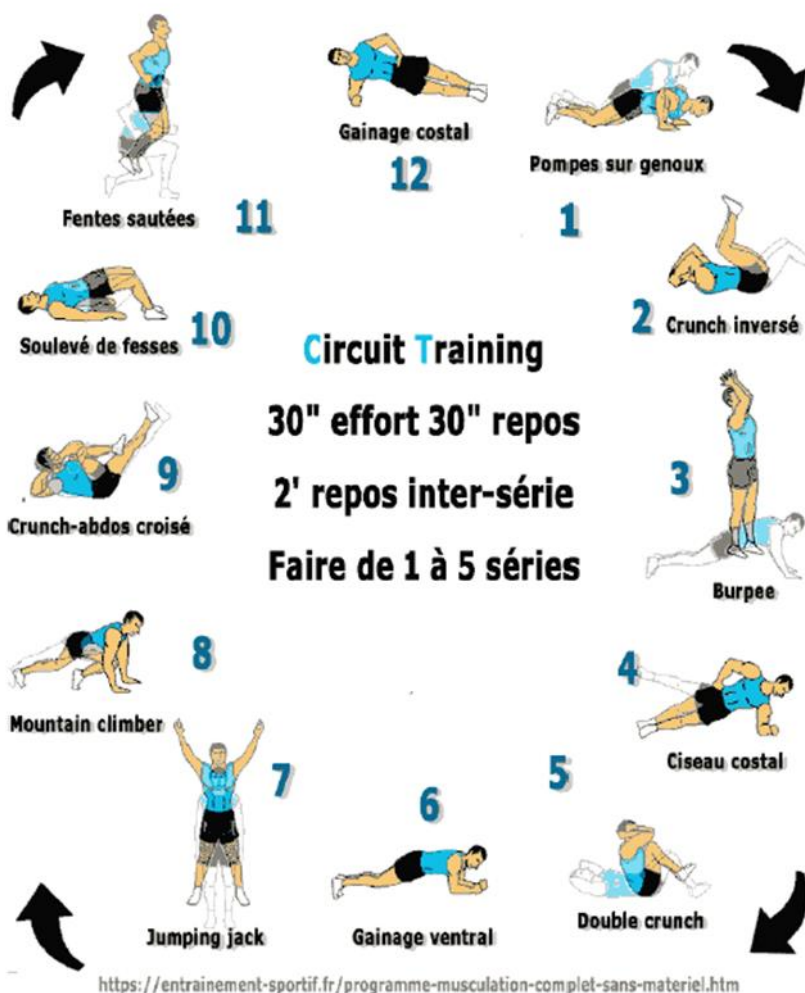 Gainage costal
12
Pompes sur genoux
1
2
Crunch inversé
3
Burpee
4
Ciseau costal
5
Double crunch
6
Gainage ventral
7
Jumping jack
8
Mountain climber
9
Crunch-abdos croisé
10
Soulevé de fesses
11
Fentes sautées
Circuit Training
30" effort 30" repos
2' repos inter-série
Faire de 1 à 5 séries
https://entrainement-sportif.fr/programme-musculation-complet-sans-materiel.htm